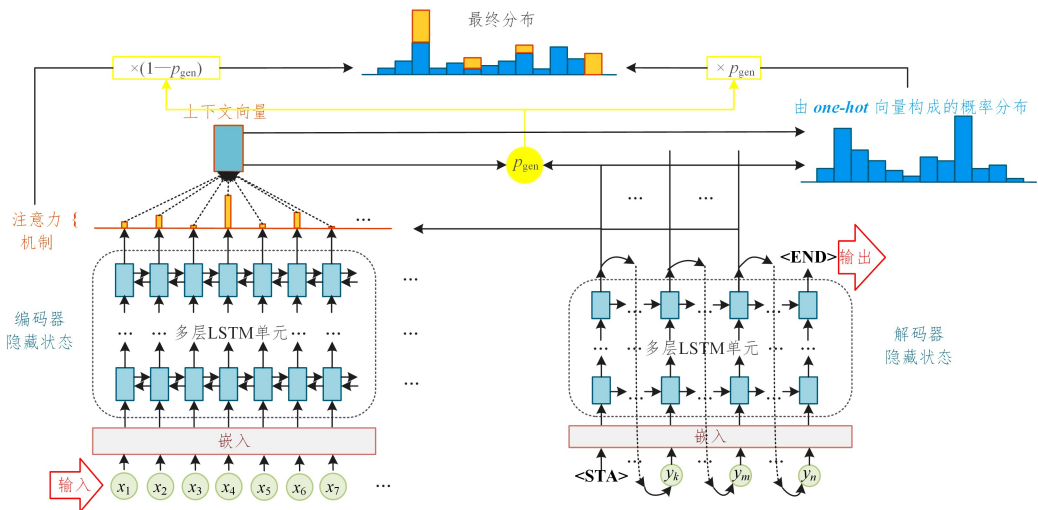 最终分布
×(1—pgen)
× pgen
上下文向量
由 one-hot 向量构成的概率分布
pgen
注意力 {
机制
...
... ...
<END>
输出
编码器
隐藏状态
...
... 多层LSTM单元 ... ...
...
解码器
隐藏状态
... ... ...
... 多层LSTM单元 ...
... ... ...
嵌入
嵌入
输入
x1 x2 x3 x4 x5 x6 x7 ...
<STA> ... yk ... ym ... yn